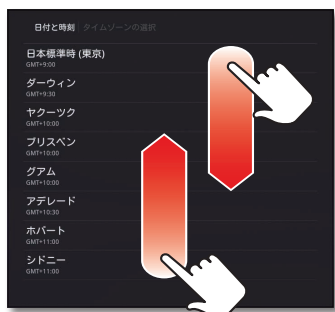 日付と時刻：タイムゾーンの選択
日本標準時 (東京)
GMT+9:00
ダーウィン
GMT+9:30
ヤクーツク
GMT+10:00
ブリスベン
GMT+10:00
グアム
GMT+10:00
アデレード
GMT+10:30
ホバート
GMT+11:00
シドニー
GMT+11:00